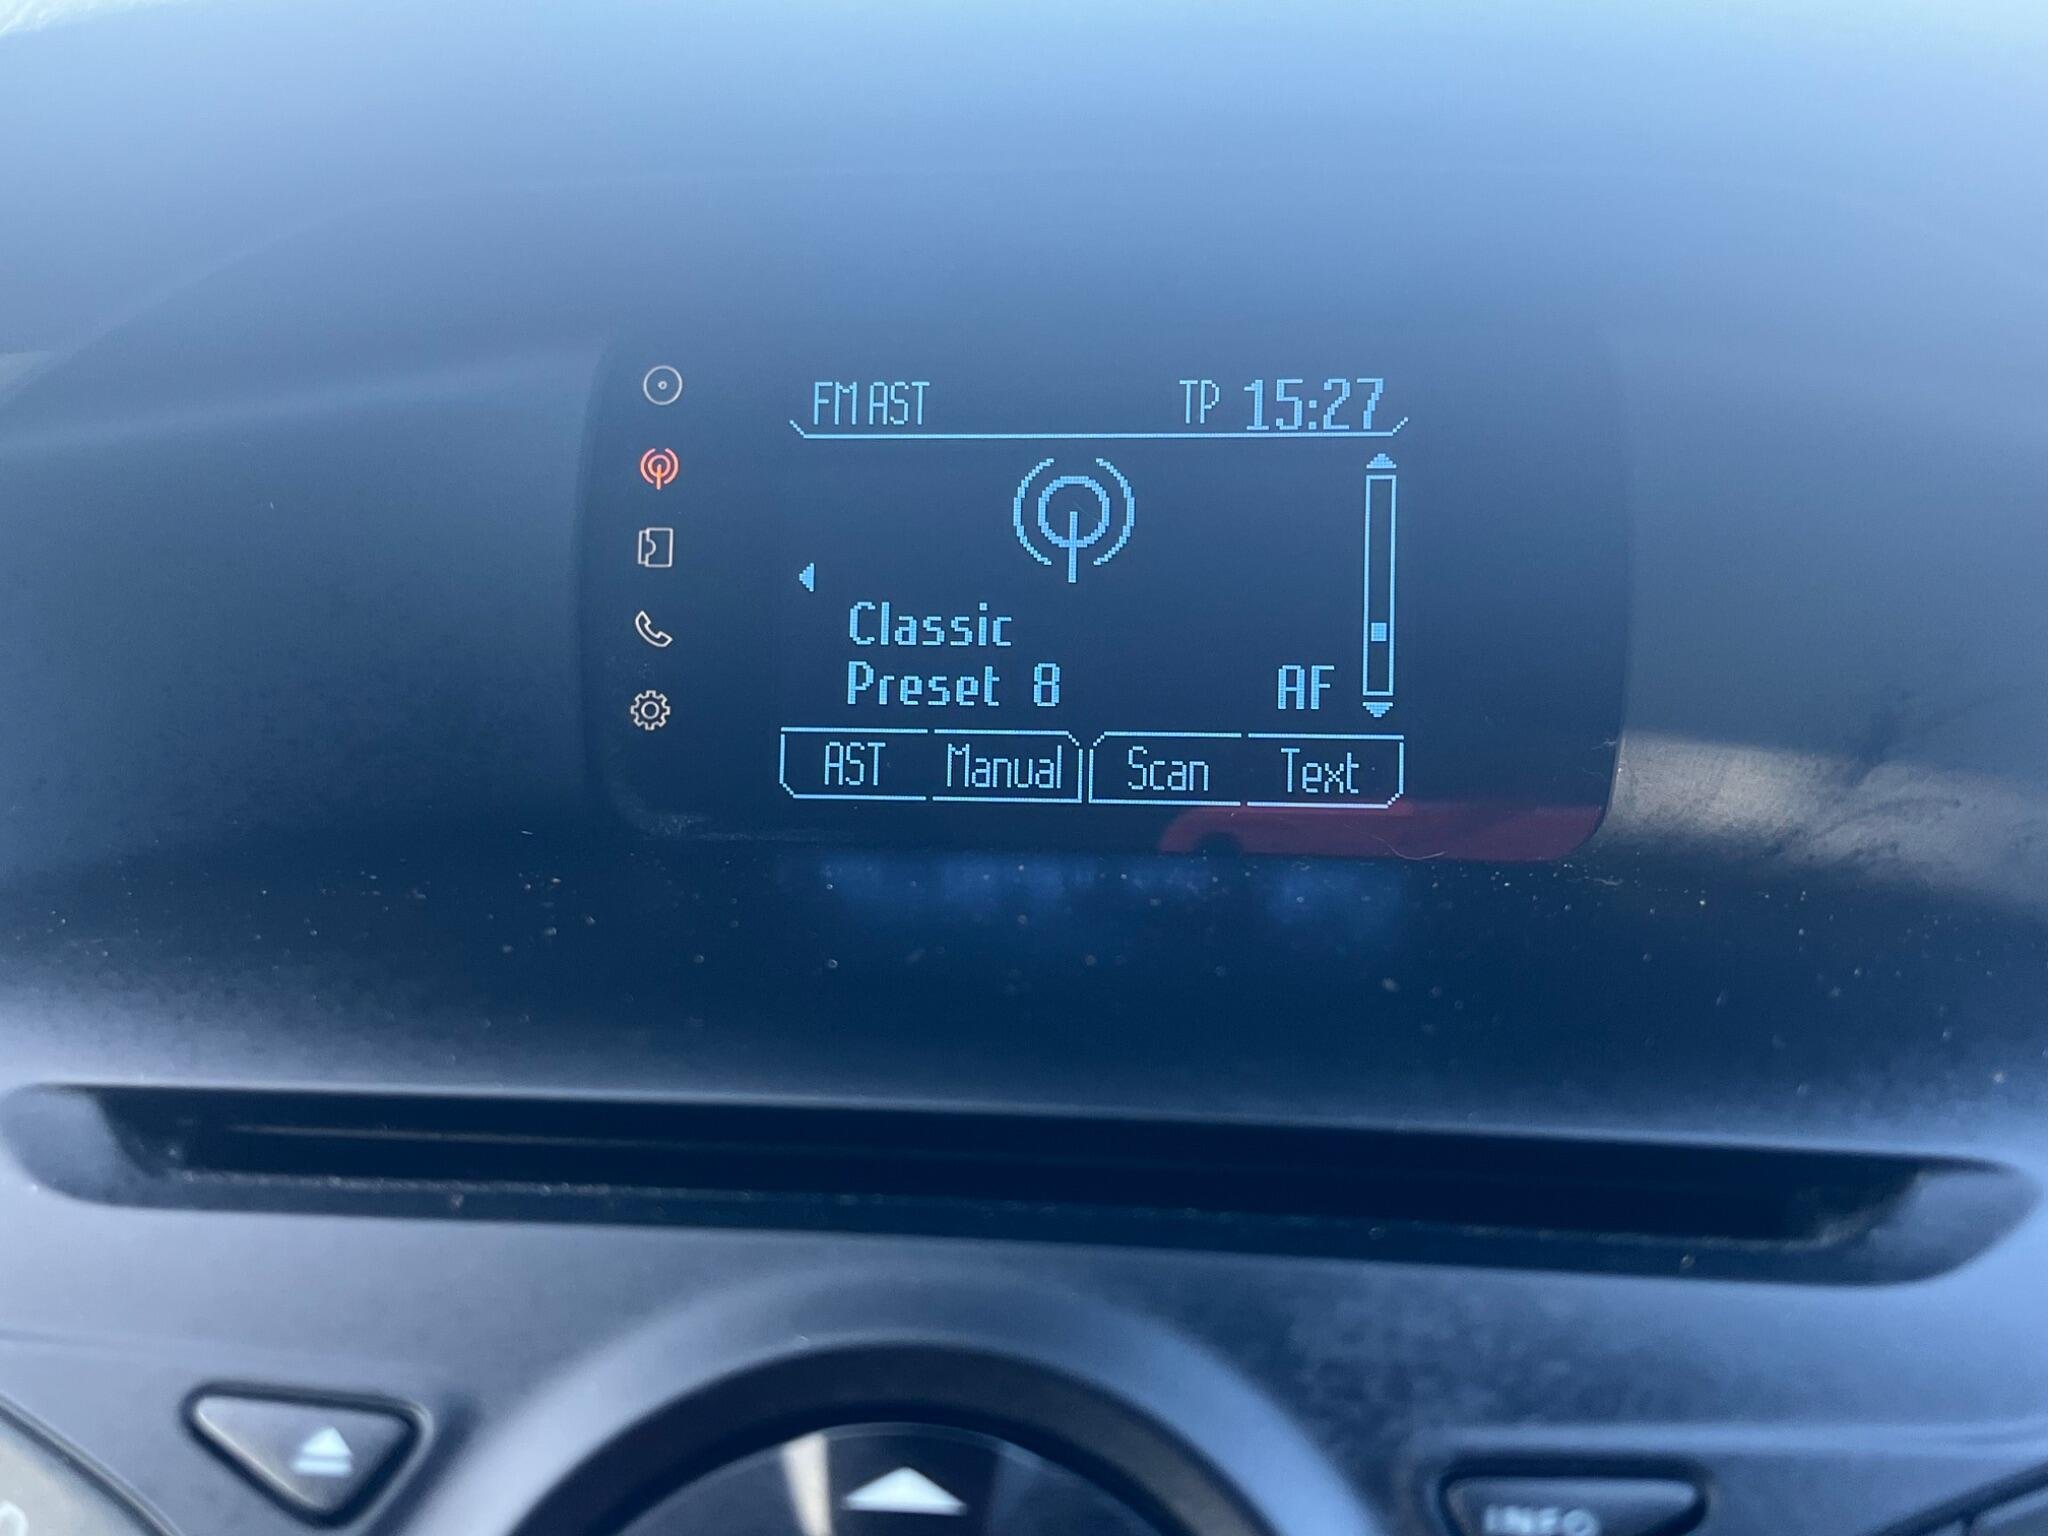 FM AST TP 15:27
Classic
Preset 8 AF
AST Manual Scan Text
INFO